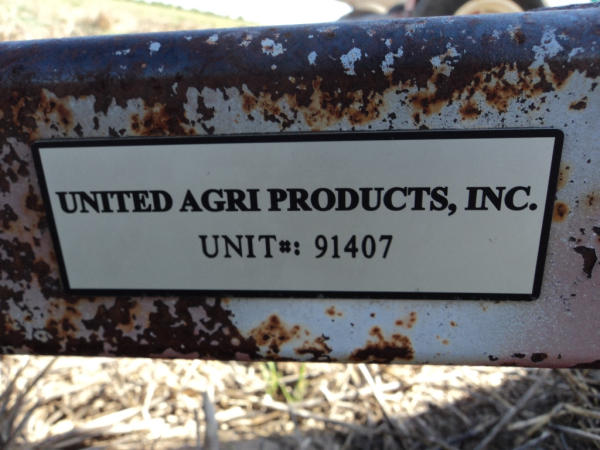 UNITED AGRI PRODUCTS, INC.
UNIT#: 91407